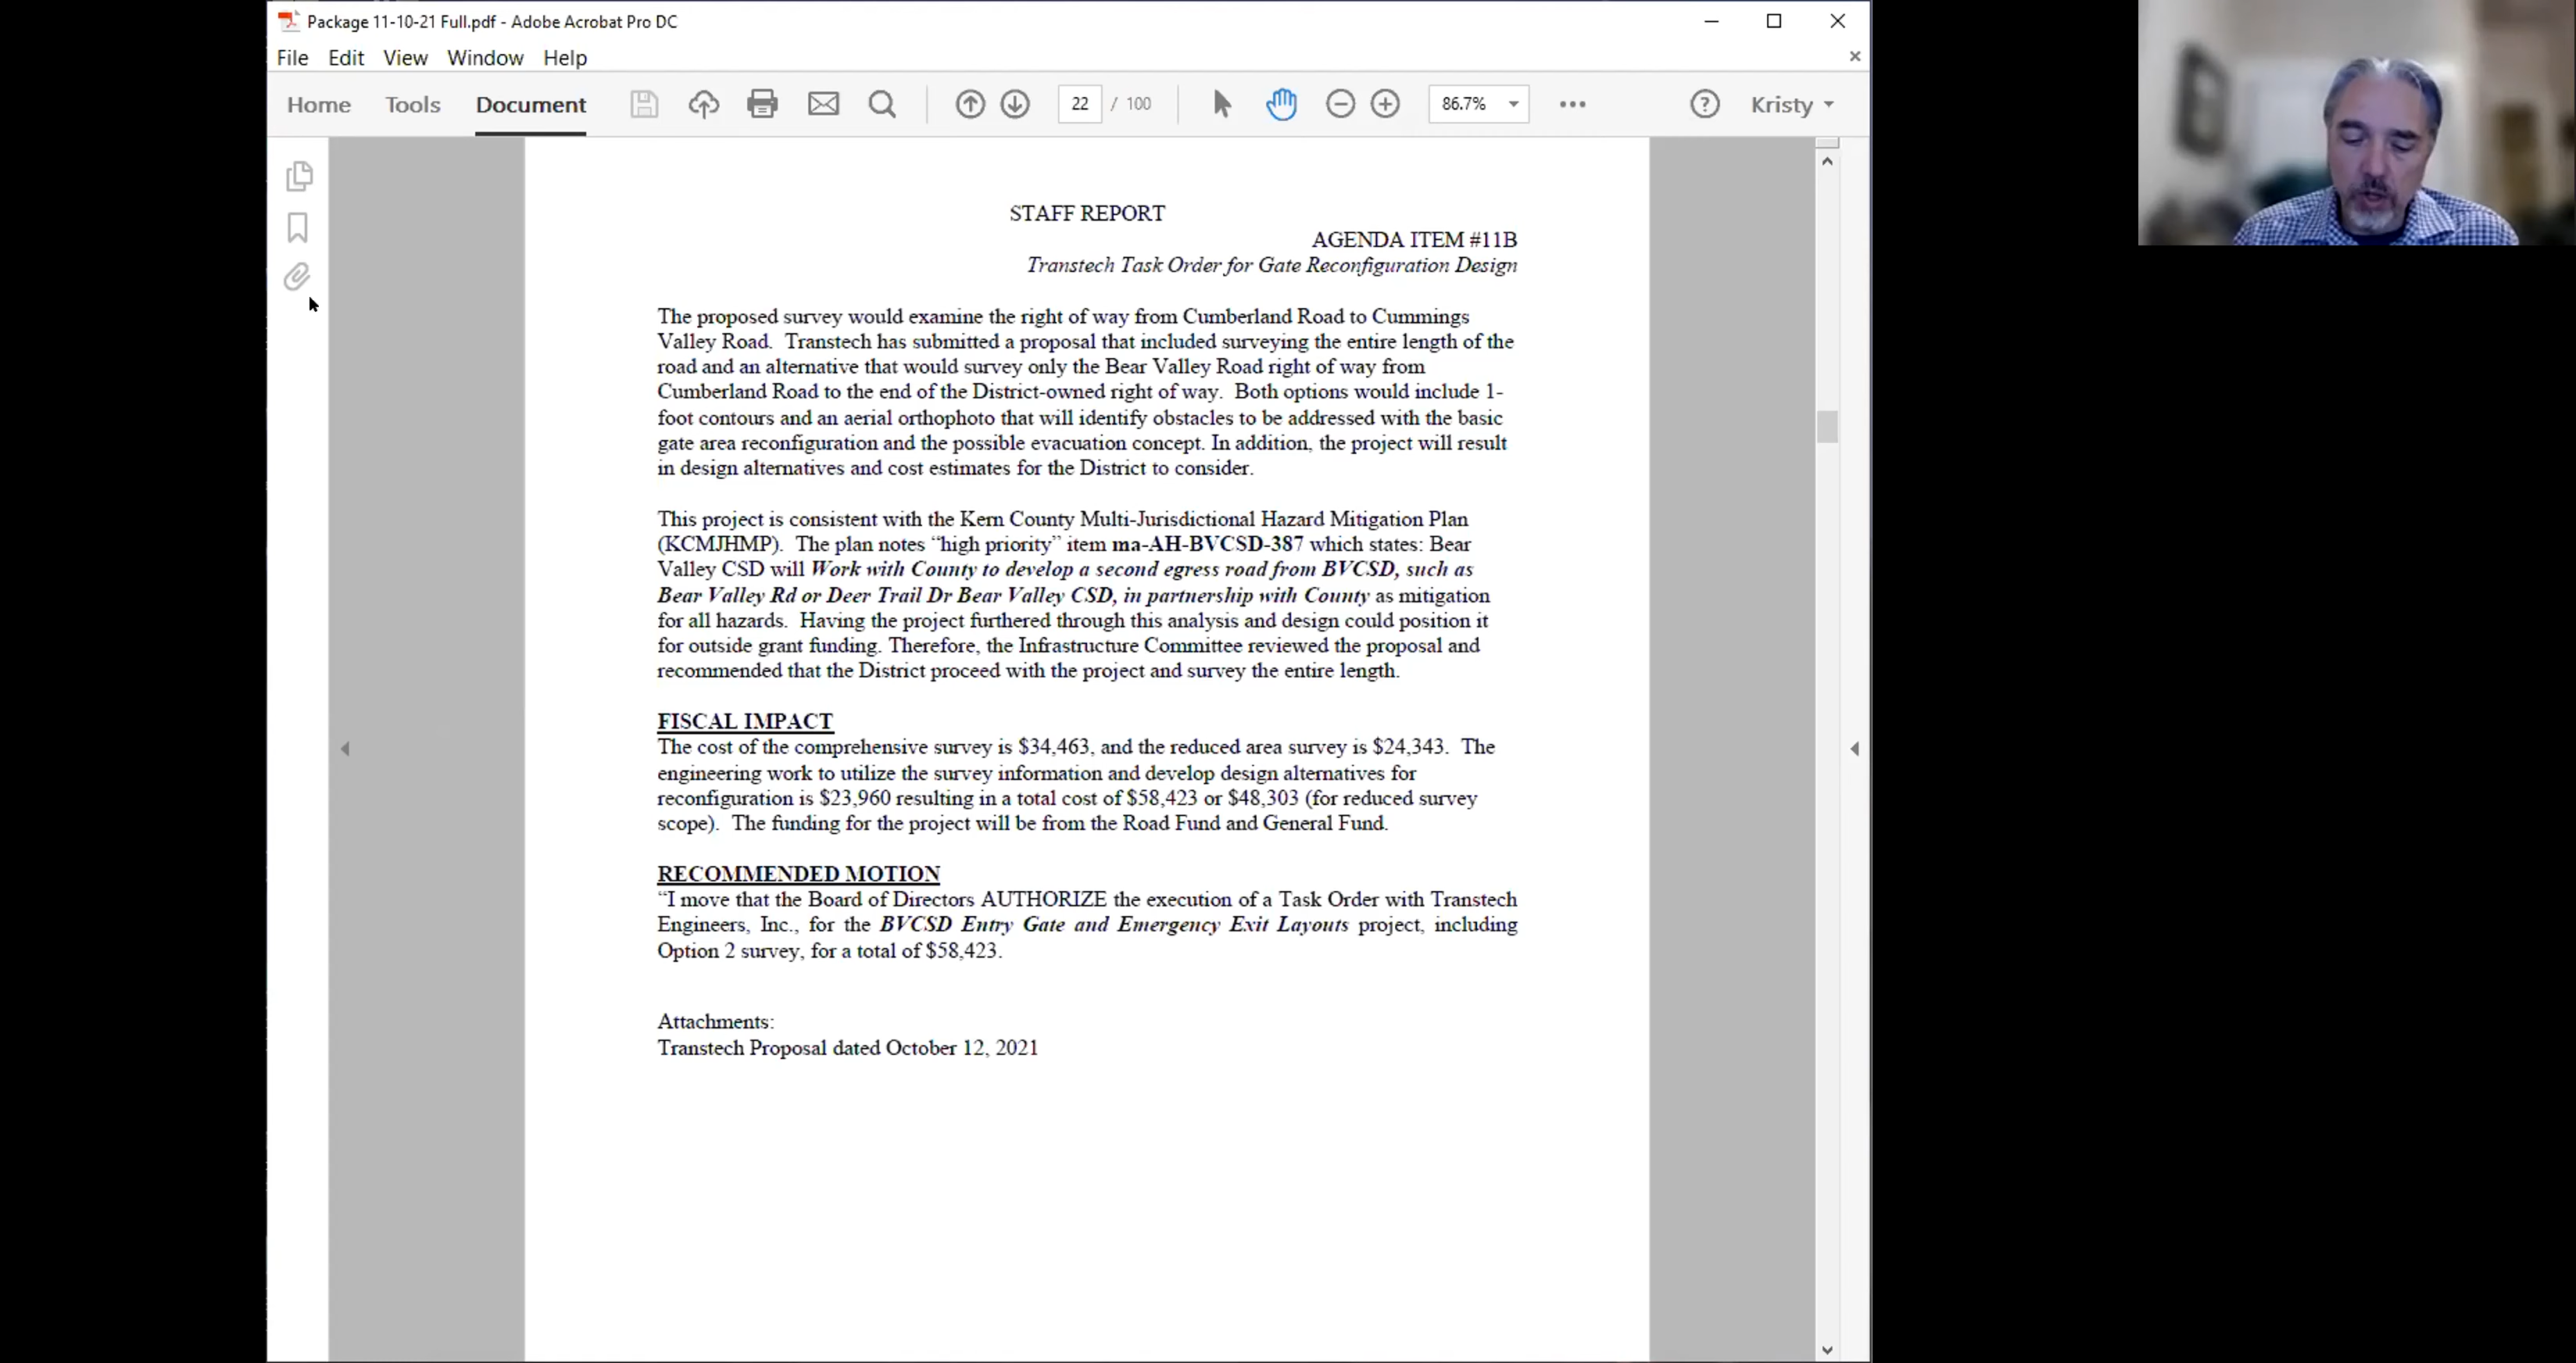 Package 11-10-21 Full.pdf - Adobe Acrobat Pro DC
File Edit View Window Help
Home Tools Document 22 / 100 86.7% Kristy
STAFF REPORT
AGENDA ITEM #11B
Transtech Task Order for Gate Reconfiguration Design
The proposed survey would examine the right of way from Cumberland Road to Cummings
Valley Road. Transtech has submitted a proposal that included surveying the entire length of the
road and an alternative that would survey only the Bear Valley Road right of way from
Cumberland Road to the end of the District-owned right of way. Both options would include 1-
foot contours and an aerial orthophoto that will identify obstacles to be addressed with the basic
gate area reconfiguration and the possible evacuation concept. In addition, the project will result
in design alternatives and cost estimates for the District to consider.
This project is consistent with the Kern County Multi-Jurisdictional Hazard Mitigation Plan
(KCMJHMP). The plan notes “high priority” item ma-AH-BVCSD-387 which states: Bear
Valley CSD will Work with County to develop a second egress road from BVCSD, such as
Bear Valley Rd or Deer Trail Dr Bear Valley CSD, in partnership with County as mitigation
for all hazards. Having the project furthered through this analysis and design could position it
for outside grant funding. Therefore, the Infrastructure Committee reviewed the proposal and
recommended that the District proceed with the project and survey the entire length.
FISCAL IMPACT
The cost of the comprehensive survey is $34,463, and the reduced area survey is $24,343. The
engineering work to utilize the survey information and develop design alternatives for
reconfiguration is $23,960 resulting in a total cost of $58,423 or $48,303 (for reduced survey
scope). The funding for the project will be from the Road Fund and General Fund.
RECOMMENDED MOTION
“I move that the Board of Directors AUTHORIZE the execution of a Task Order with Transtech
Engineers, Inc., for the BVCSD Entry Gate and Emergency Exit Layouts project, including
Option 2 survey, for a total of $58,423.
Attachments:
Transtech Proposal dated October 12, 2021